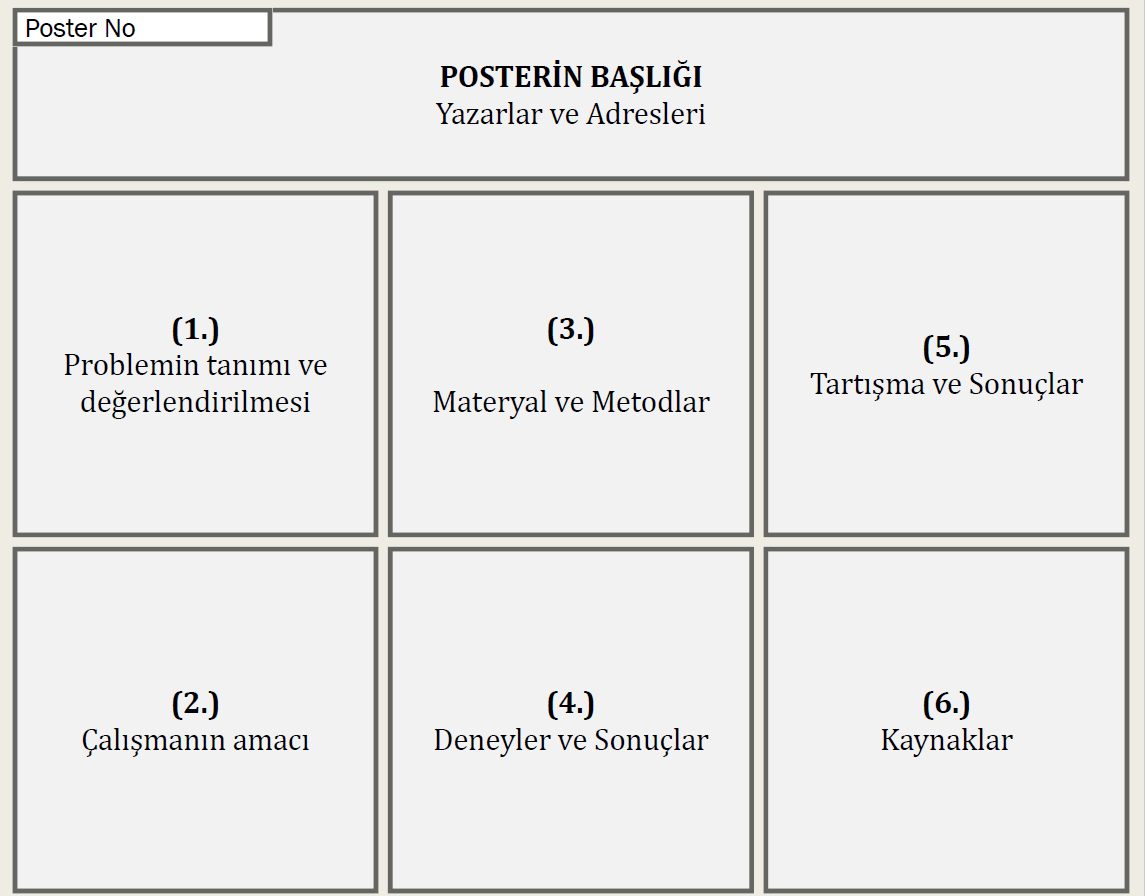 Poster No
POSTERİN BAŞLIĞI
Yazarlar ve Adresleri
(1.)
Problemin tanımı ve
değerlendirilmesi
(2.)
Çalışmanın amacı
(3.)
Materyal ve Metodlar
(4.)
Deneyler ve Sonuçlar
(5.)
Tartışma ve Sonuçlar
(6.)
Kaynaklar